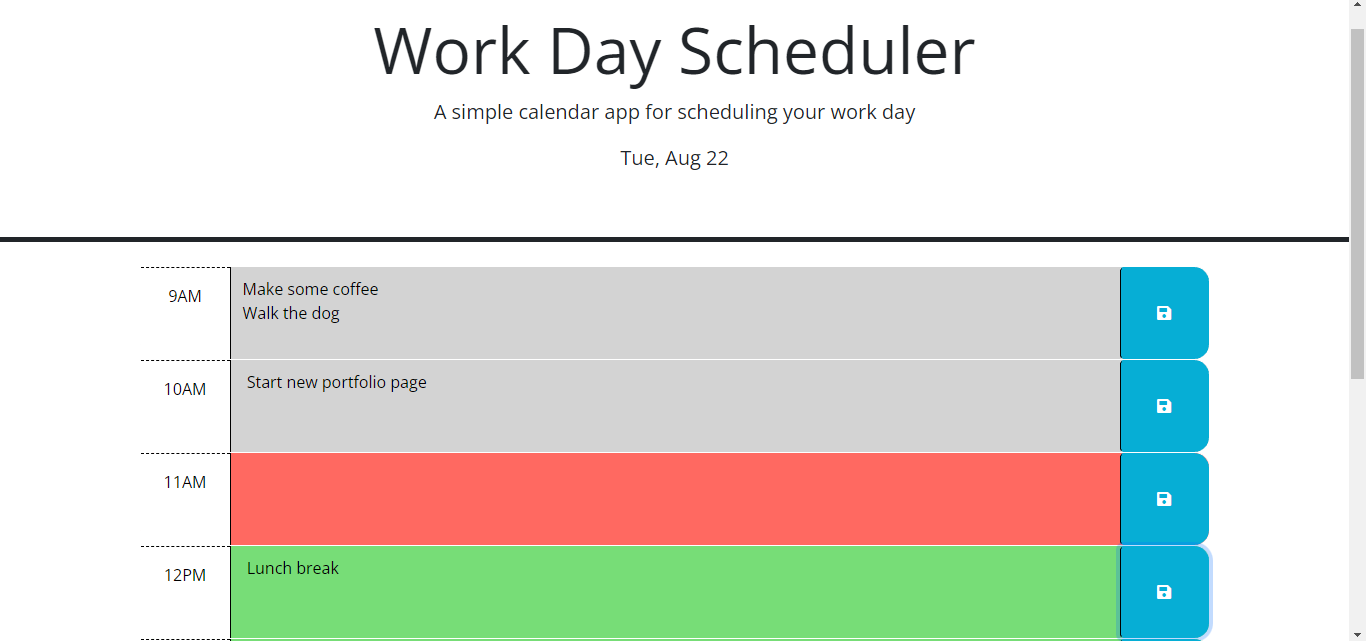 Work Day Scheduler
A simple calendar app for scheduling your work day
Tue, Aug 22
9AM
Make some coffee
Walk the dog
10AM
Start new portfolio page
11AM
12PM
Lunch break